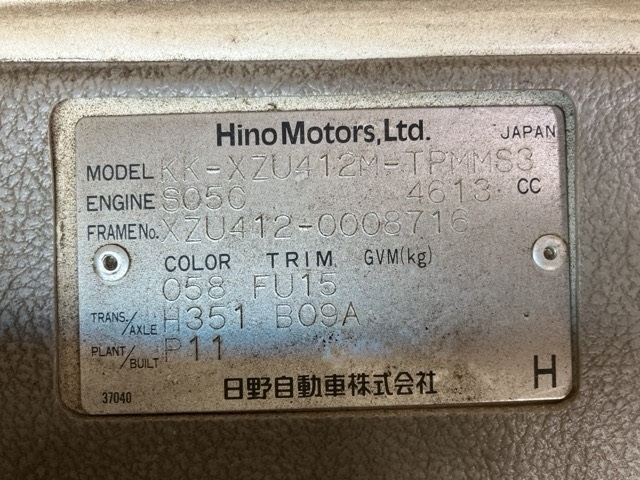 Hino Motors, Ltd. JAPAN
MODEL KK-XZU412M-TPMMS3
ENGINE S05C 4613 CC
FRAME No. XZU412-0008716
COLOR TRIM GVM(kg)
058 FU15
TRANS./AXLE H351 B09A
PLANT/BUILT P11
37040 日野自動車株式会社 H